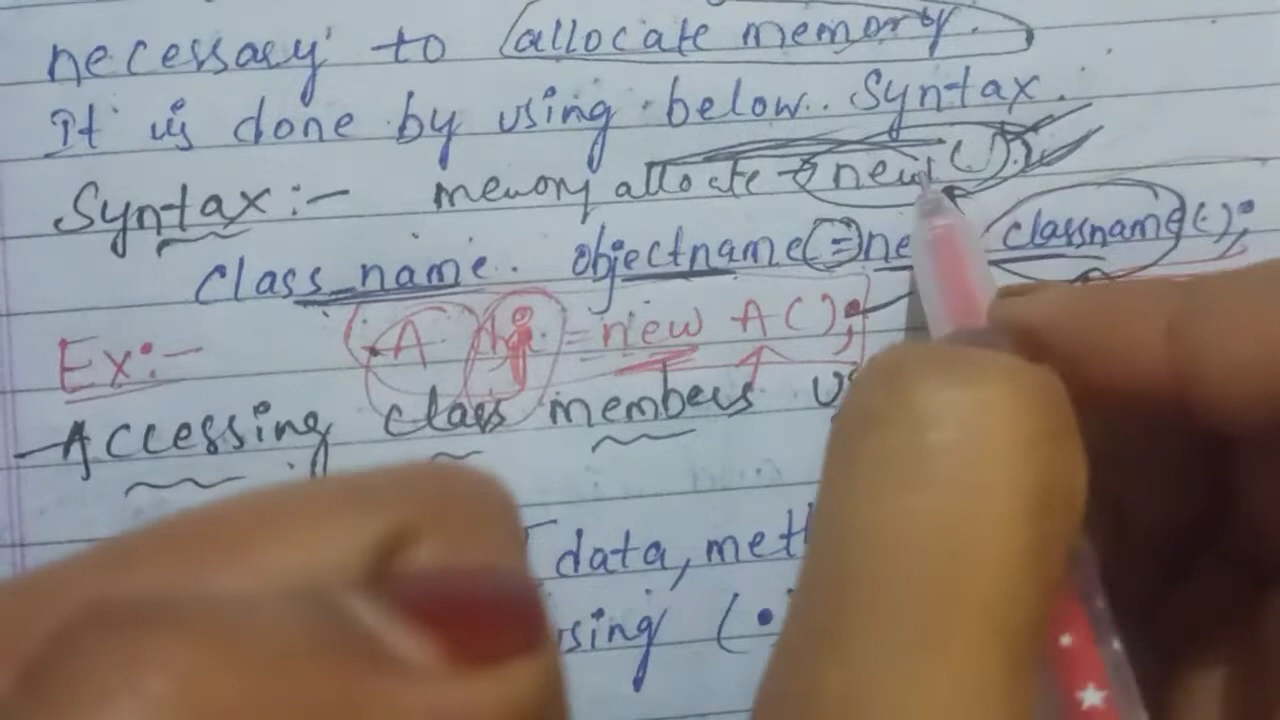 necessary to allocate memory.
It is done by using below.. Syntax.
Syntax:- memory allocate → new()
class_name. objectname = ne classname();
Ex:- A = new A();
Accessing class members
data,
sing (•